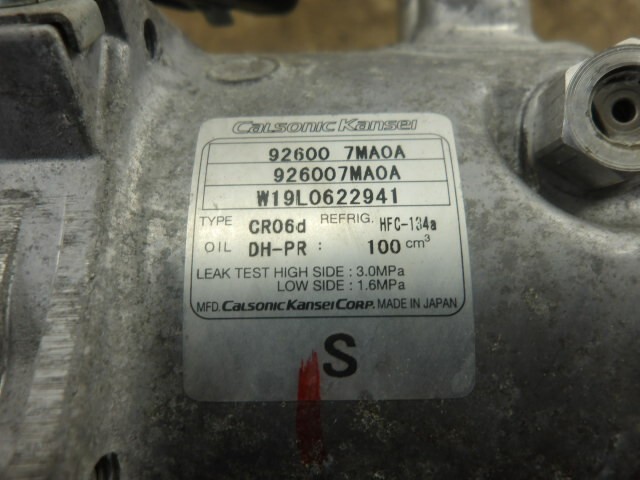 Calsonic Kansei
92600 7MA0A
926007MA0A
W19L0622941
TYPE CR06d REFRIG. HFC-134a
OIL DH-PR : 100 cm³
LEAK TEST HIGH SIDE : 3.0MPa
LOW SIDE : 1.6MPa
MFD. CALSONIC KANSEI CORP. MADE IN JAPAN
S